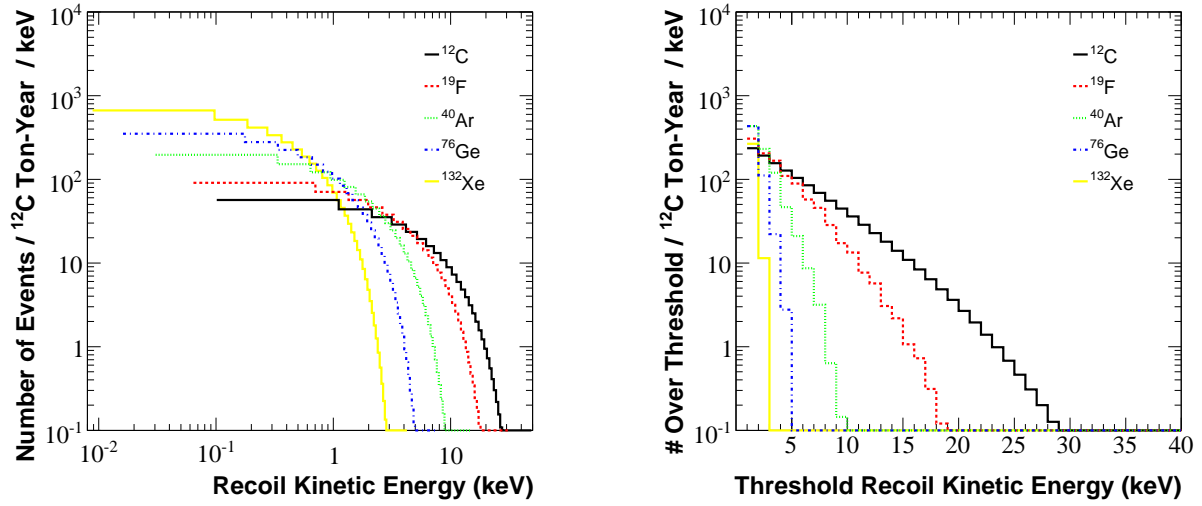 Number of Events / ¹²C Ton-Year / keV
10⁴
10³
10²
10
1
10⁻¹
¹²C
¹⁹F
⁴⁰Ar
⁷⁶Ge
¹³²Xe
10⁻²
10⁻¹
1
10
Recoil Kinetic Energy (keV)
# Over Threshold / ¹²C Ton-Year / keV
10⁴
10³
10²
10
1
10⁻¹
¹²C
¹⁹F
⁴⁰Ar
⁷⁶Ge
¹³²Xe
5
10
15
20
25
30
35
40
Threshold Recoil Kinetic Energy (keV)